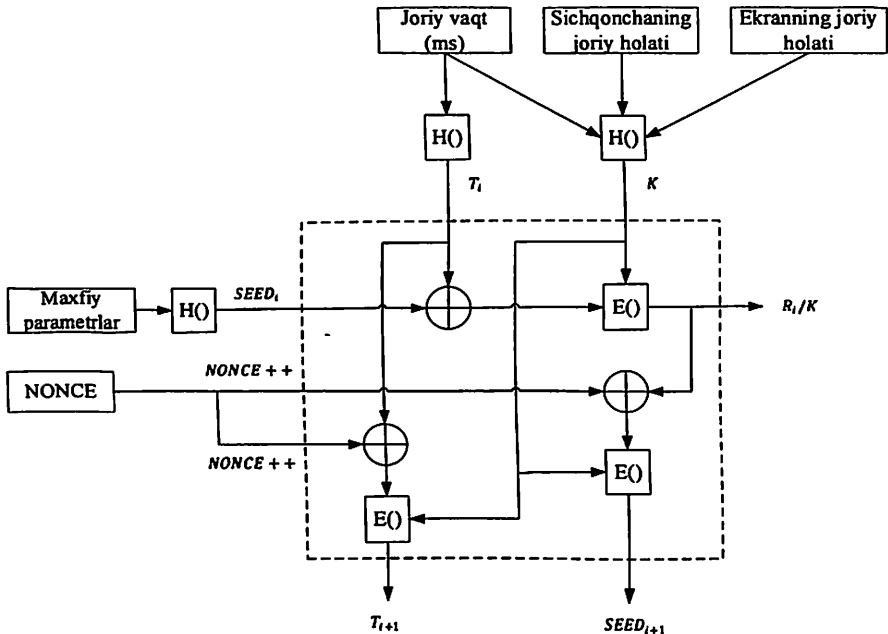 Joriy vaqt
(ms)
Sichqonchaning
joriy holati
Ekranning joriy
holati
H()
H()
T_i
K
Maxfiy
parametrlar
H()
SEED_i
E()
R_i/K
NONCE
NONCE++
NONCE++
E()
E()
T_{i+1}
SEED_{i+1}